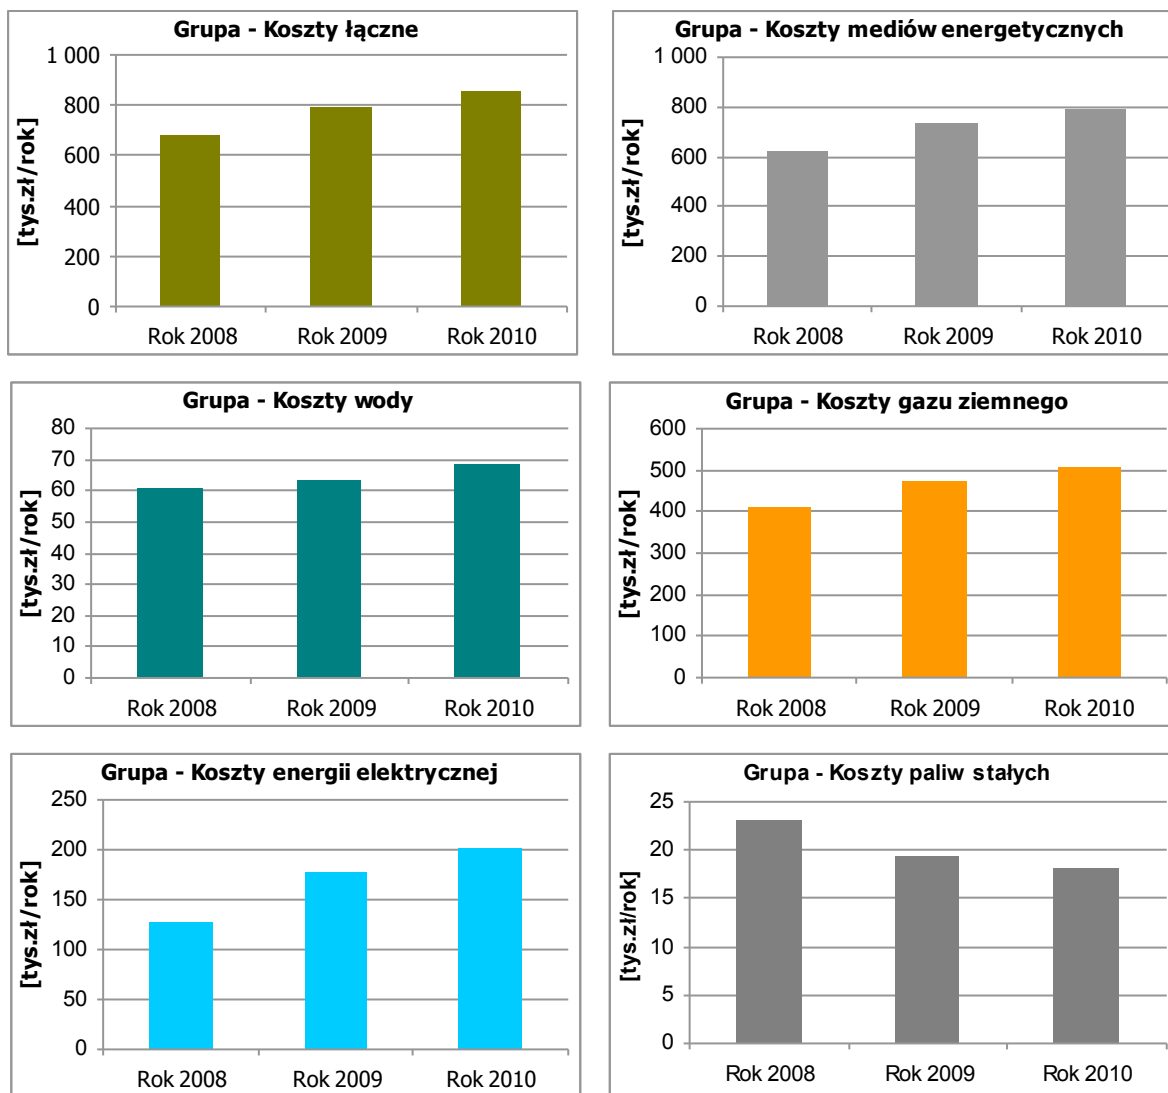 Grupa - Koszty łączne
1 000
800
600
400
200
0
[tys.zł/rok]
Rok 2008 Rok 2009 Rok 2010
Grupa - Koszty mediów energetycznych
1 000
800
600
400
200
0
[tys.zł/rok]
Rok 2008 Rok 2009 Rok 2010
Grupa - Koszty wody
80
70
60
50
40
30
20
10
0
[tys.zł/rok]
Rok 2008 Rok 2009 Rok 2010
Grupa - Koszty gazu ziemnego
600
500
400
300
200
100
0
[tys.zł/rok]
Rok 2008 Rok 2009 Rok 2010
Grupa - Koszty energii elektrycznej
250
200
150
100
50
0
[tys.zł/rok]
Rok 2008 Rok 2009 Rok 2010
Grupa - Koszty paliw stałych
25
20
15
10
5
0
[tys.zł/rok]
Rok 2008 Rok 2009 Rok 2010